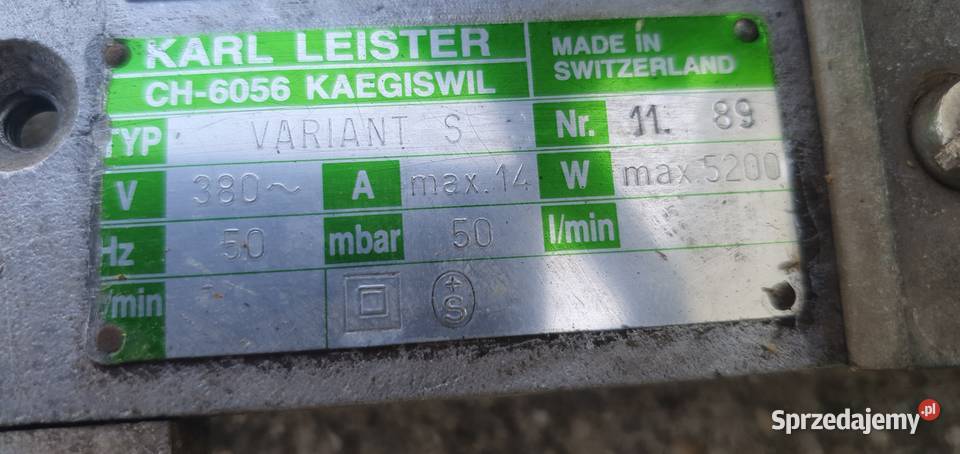 KARL LEISTER
MADE IN
SWITZERLAND
CH-6056 KAEGISWIL
TYP VARIANT S Nr. 11. 89
V 380~ A max.14 W max.5200
Hz 50 mbar 50 l/min
/min
+S
Sprzedajemy.pl